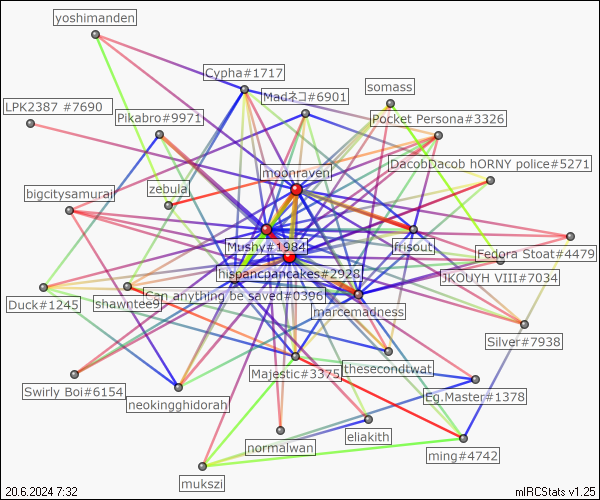 yoshimanden
Cypha#1717
somass
Madネコ#6901
LPK2387 #7690
Pikabro#9971
Pocket Persona#3326
DacobDacob hORNY police#5271
moonraven
zebula
bigcitysamurai
Mushy#1984
frisout
Fedora Stoat#4479
hispancpancakes#2928
JKOUYH VIII#7034
Duck#1245
shawntee9
Can anything be saved#0396
marcemadness
Silver#7938
Majestic#3375
thesecondtwat
Swirly Boi#6154
neokingghidorah
Eg.Master#1378
normalwan
eliakith
ming#4742
mukszi
20.6.2024 7:32
mIRCStats v1.25